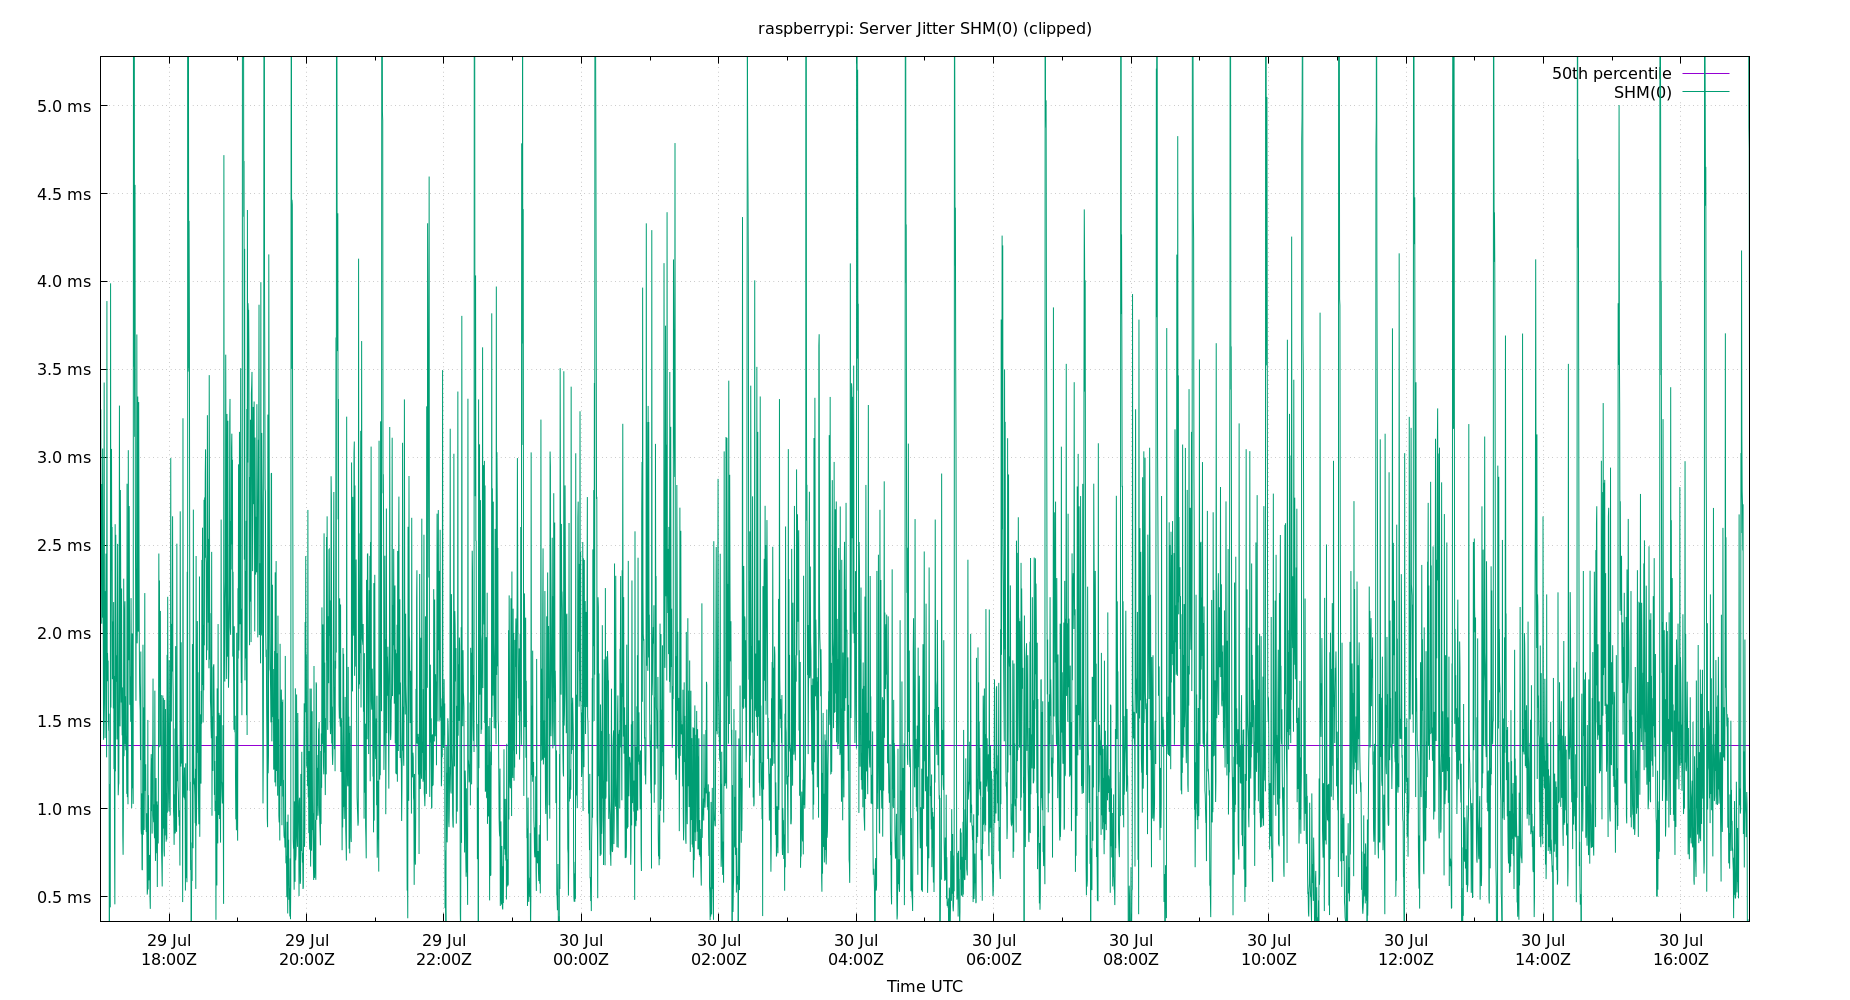 raspberrypi: Server Jitter SHM(0) (clipped)
50th percentile
SHM(0)
5.0 ms
4.5 ms
4.0 ms
3.5 ms
3.0 ms
2.5 ms
2.0 ms
1.5 ms
1.0 ms
0.5 ms
29 Jul 29 Jul 29 Jul 30 Jul 30 Jul 30 Jul 30 Jul 30 Jul 30 Jul 30 Jul 30 Jul 30 Jul
18:00Z 20:00Z 22:00Z 00:00Z 02:00Z 04:00Z 06:00Z 08:00Z 10:00Z 12:00Z 14:00Z 16:00Z
Time UTC